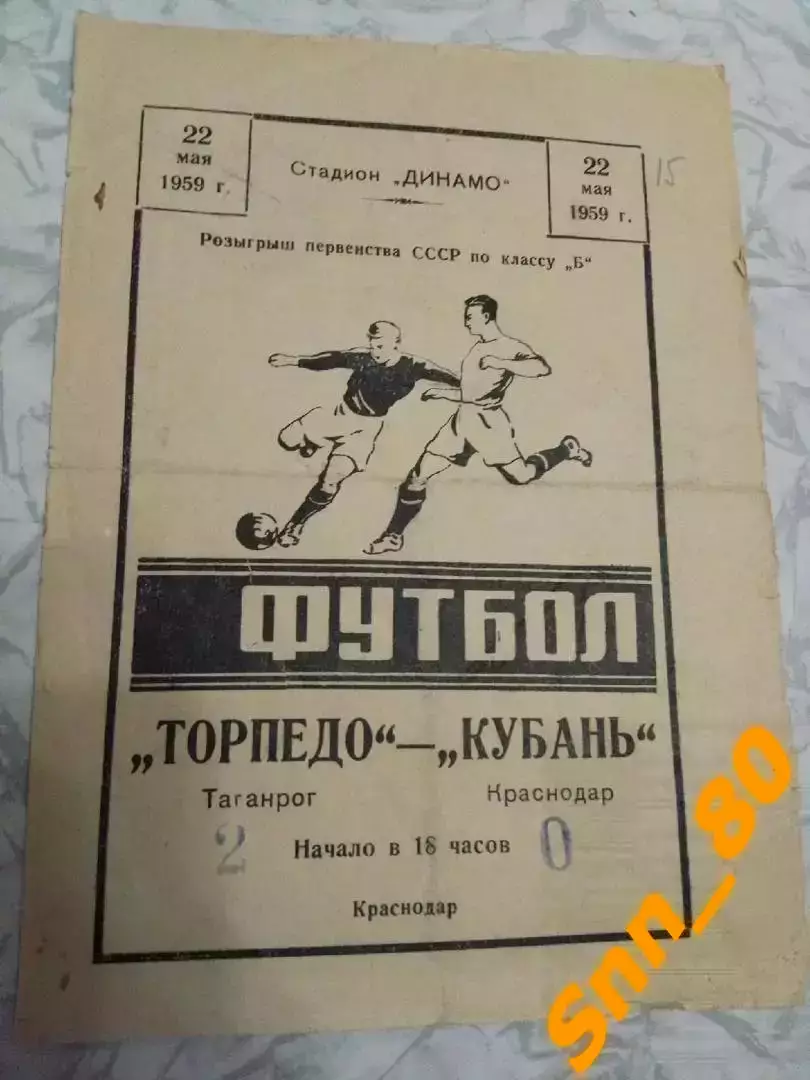 22
мая
1959 г.
Стадион „ДИНАМО“
22
мая
1959 г.
15
Розыгрыш первенства СССР по классу „Б“
ФУТБОЛ
„ТОРПЕДО“—„КУБАНЬ“
Таганрог Краснодар
2 Начало в 18 часов 0
Краснодар
Snn_80